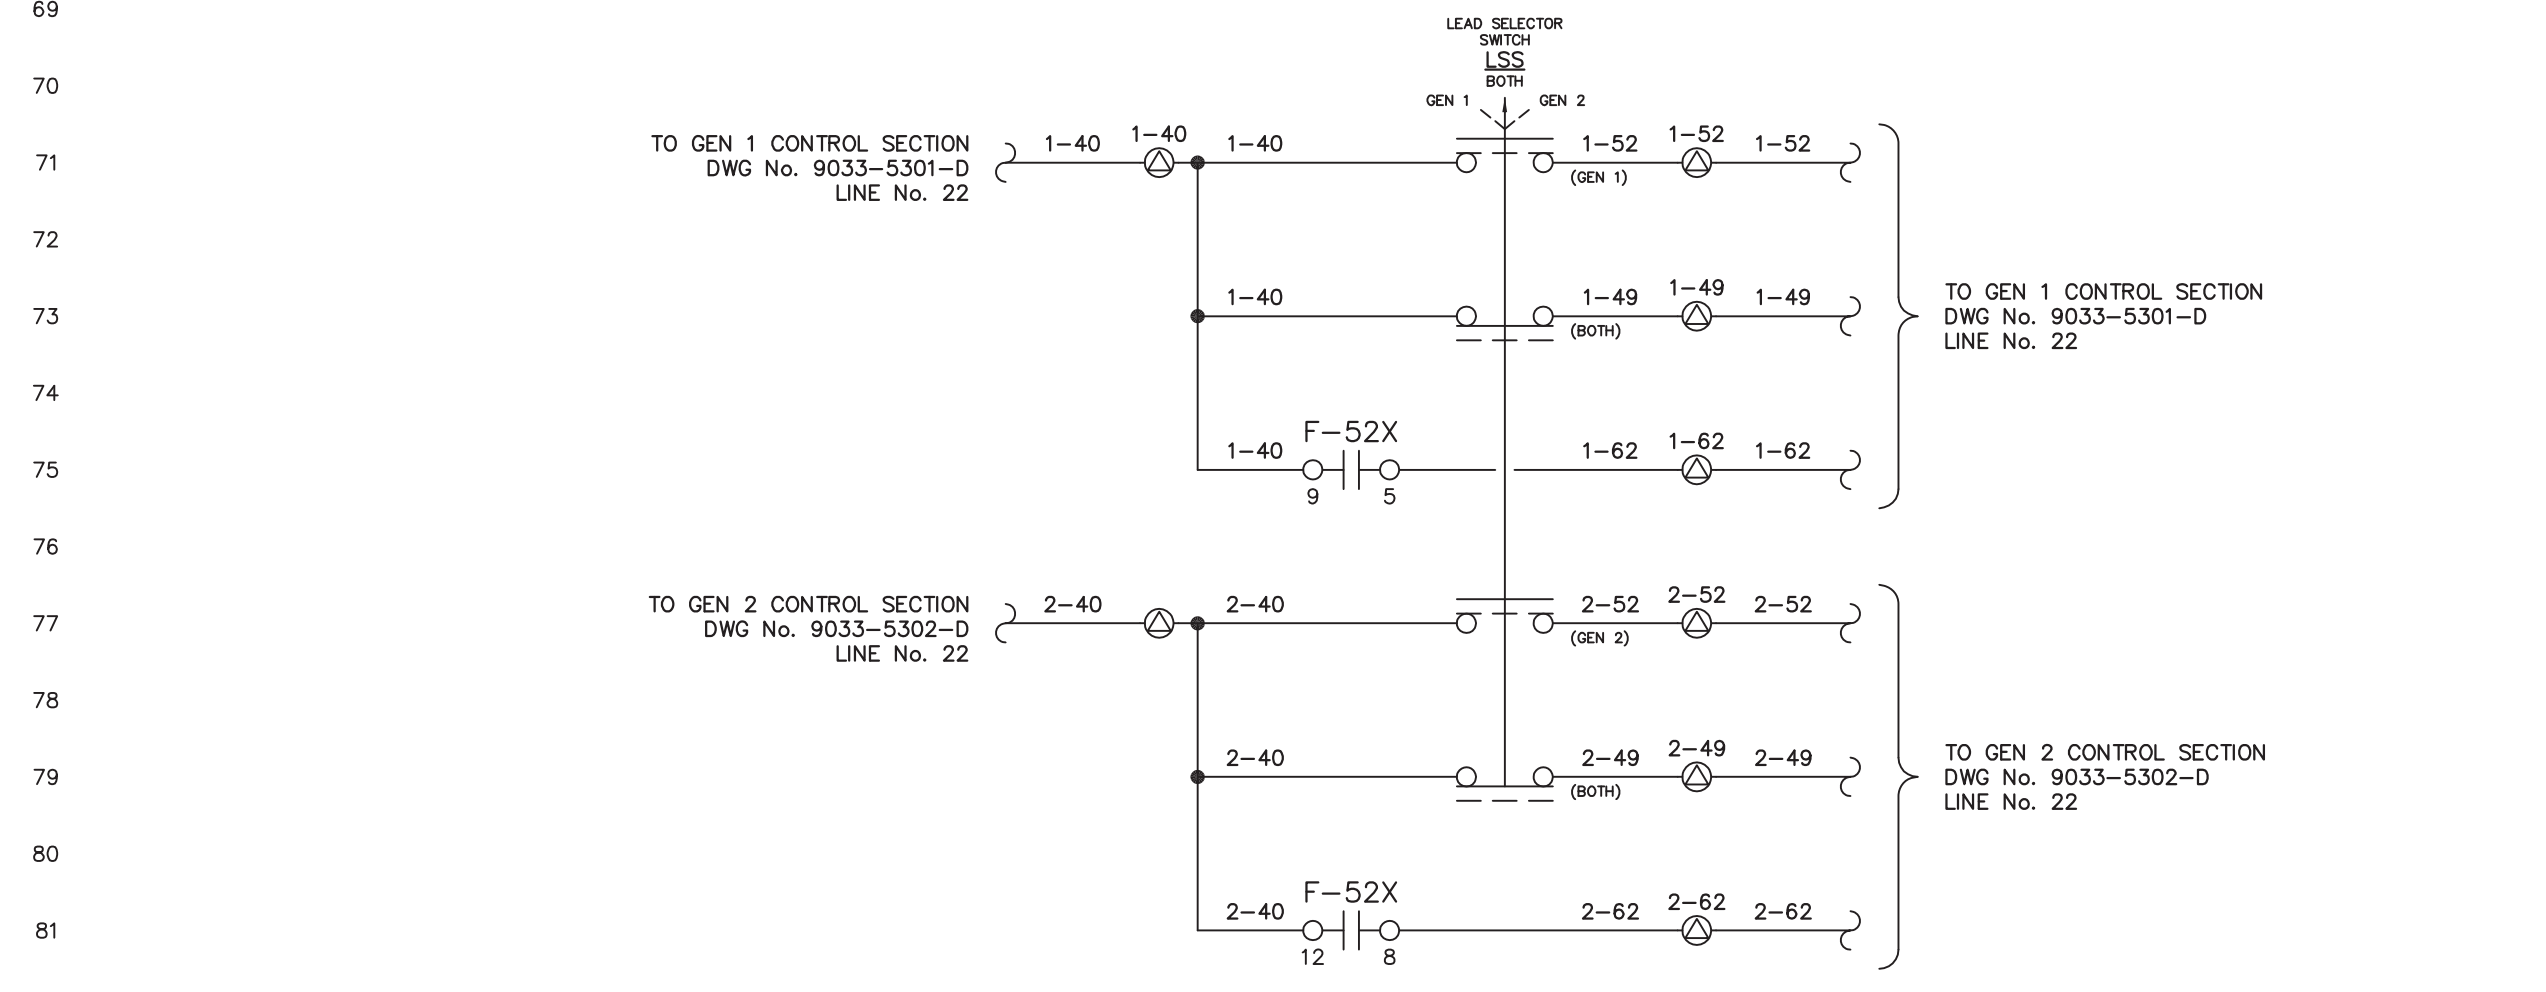 69
LEAD SELECTOR
SWITCH
LSS
BOTH
70
GEN 1 GEN 2
TO GEN 1 CONTROL SECTION
DWG No. 9033-5301-D
LINE No. 22
71
1-40 1-40 1-40 1-52 1-52 1-52
(GEN 1)
72
73
1-40 1-49 1-49 1-49
(BOTH)
TO GEN 1 CONTROL SECTION
DWG No. 9033-5301-D
LINE No. 22
74
F-52X
75
1-40 1-62 1-62 1-62
9 5
76
TO GEN 2 CONTROL SECTION
DWG No. 9033-5302-D
LINE No. 22
77
2-40 2-40 2-52 2-52 2-52
(GEN 2)
78
79
2-40 2-49 2-49 2-49
(BOTH)
TO GEN 2 CONTROL SECTION
DWG No. 9033-5302-D
LINE No. 22
80
F-52X
81
2-40 2-62 2-62 2-62
12 8